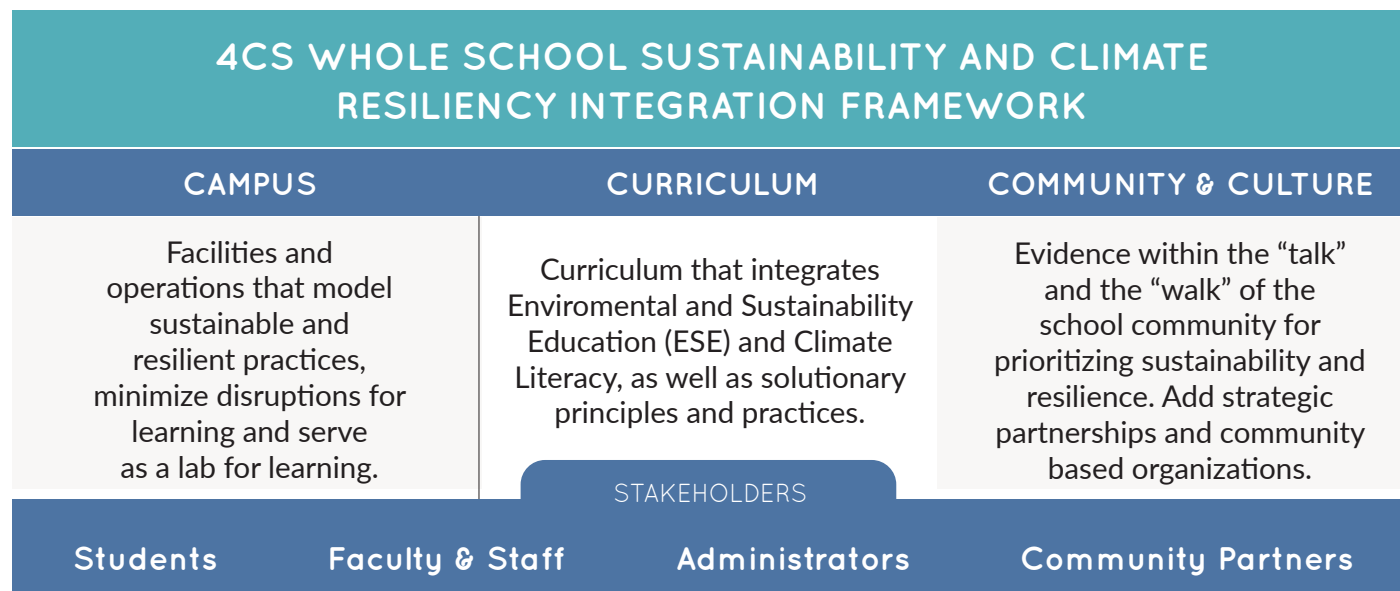 4CS WHOLE SCHOOL SUSTAINABILITY AND CLIMATE
RESILIENCY INTEGRATION FRAMEWORK
CAMPUS
Facilities and
operations that model
sustainable and
resilient practices,
minimize disruptions for
learning and serve
as a lab for learning.
CURRICULUM
Curriculum that integrates
Enviromental and Sustainability
Education (ESE) and Climate
Literacy, as well as solutionary
principles and practices.
COMMUNITY & CULTURE
Evidence within the “talk”
and the “walk” of the
school community for
prioritizing sustainability and
resilience. Add strategic
partnerships and community
based organizations.
STAKEHOLDERS
Students
Faculty & Staff
Administrators
Community Partners